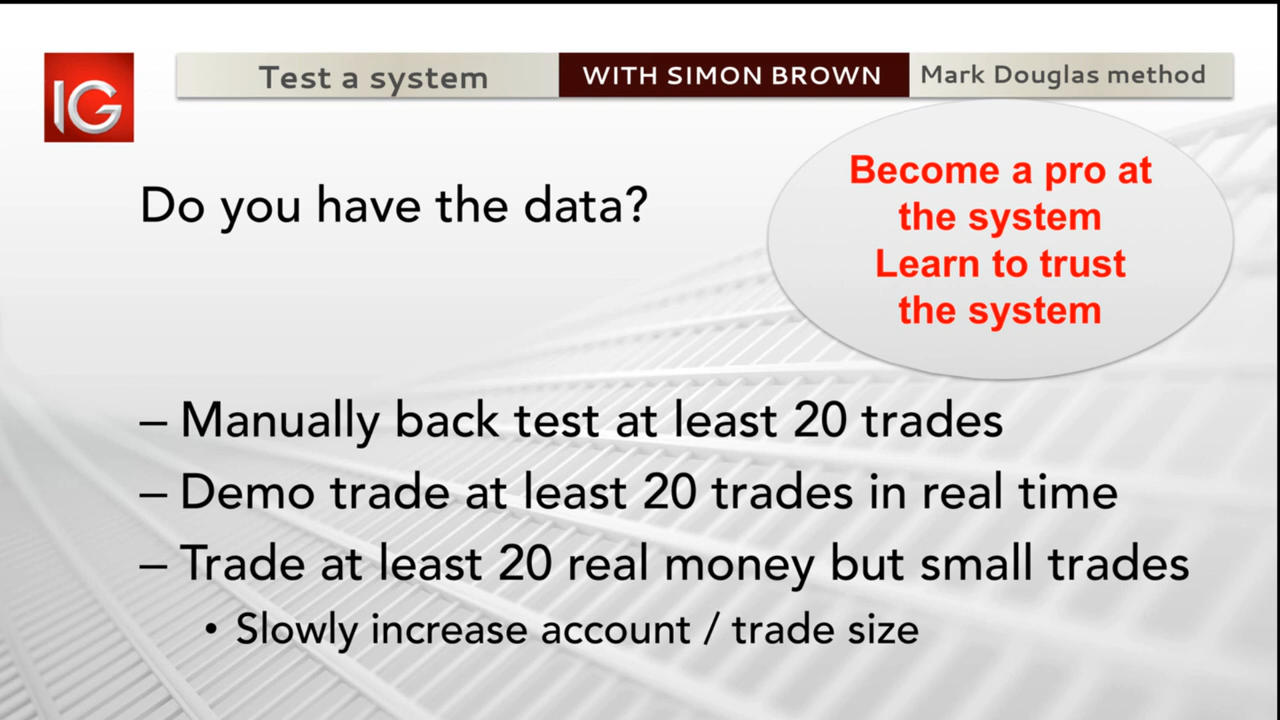 IG
Test a system
WITH SIMON BROWN
Mark Douglas method
Become a pro at
the system
Learn to trust
the system
Do you have the data?
– Manually back test at least 20 trades
– Demo trade at least 20 trades in real time
– Trade at least 20 real money but small trades
• Slowly increase account / trade size